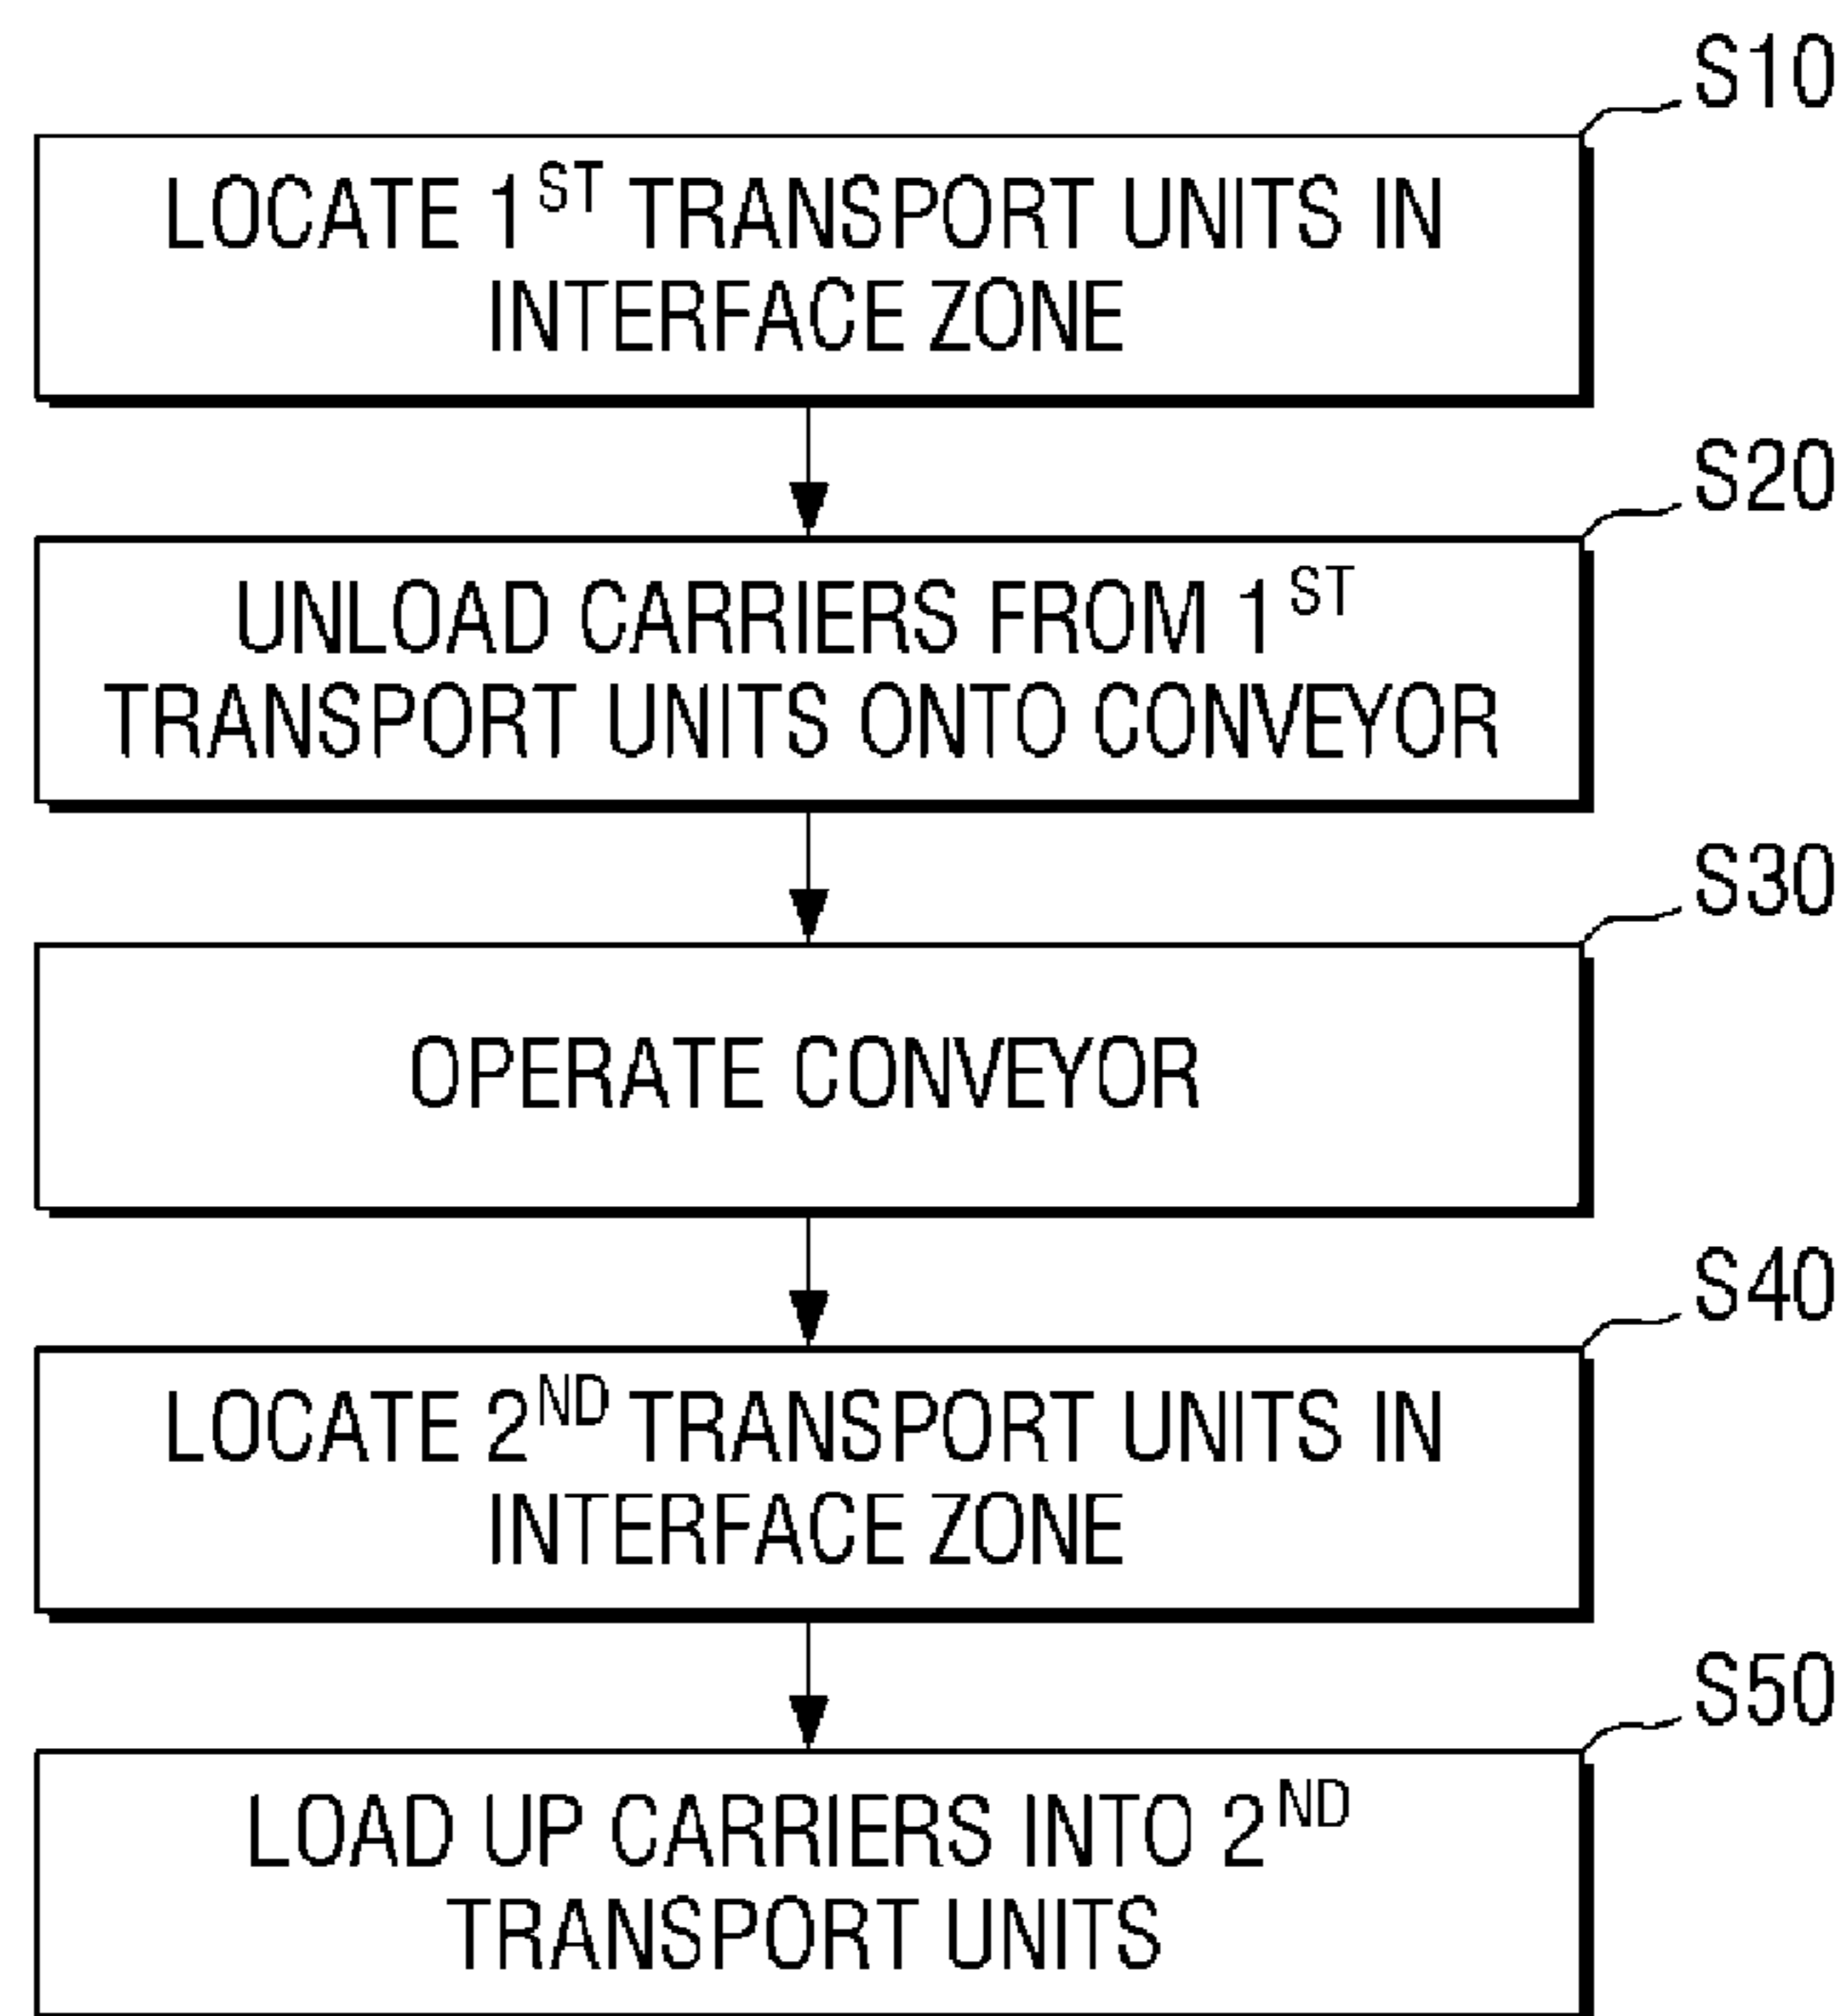 S10
LOCATE 1ST TRANSPORT UNITS IN
INTERFACE ZONE
S20
UNLOAD CARRIERS FROM 1ST
TRANSPORT UNITS ONTO CONVEYOR
S30
OPERATE CONVEYOR
S40
LOCATE 2ND TRANSPORT UNITS IN
INTERFACE ZONE
S50
LOAD UP CARRIERS INTO 2ND
TRANSPORT UNITS